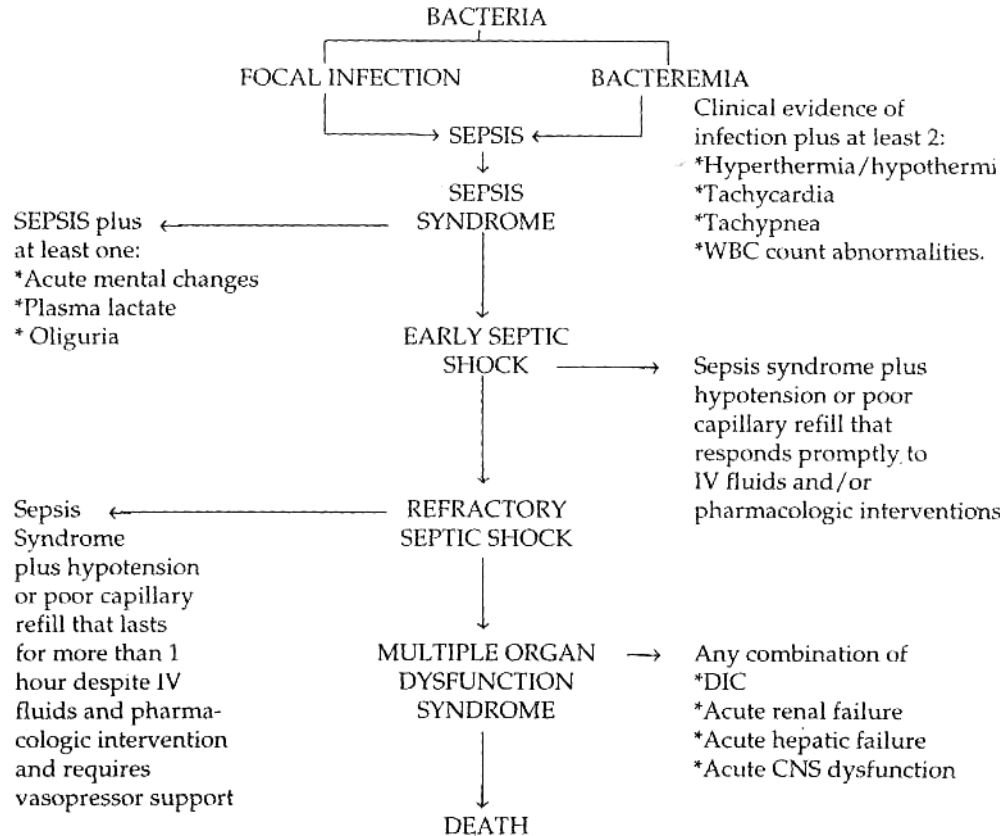 BACTERIA
FOCAL INFECTION
BACTEREMIA
SEPSIS
Clinical evidence of
infection plus at least 2:
*Hyperthermia/hypothermi
*Tachycardia
*Tachypnea
*WBC count abnormalities.
SEPSIS
SYNDROME
SEPSIS plus
at least one:
*Acute mental changes
*Plasma lactate
* Oliguria
EARLY SEPTIC
SHOCK
Sepsis syndrome plus
hypotension or poor
capillary refill that
responds promptly to
IV fluids and/or
pharmacologic interventions
REFRACTORY
SEPTIC SHOCK
Sepsis
Syndrome
plus hypotension
or poor capillary
refill that lasts
for more than 1
hour despite IV
fluids and pharma-
cologic intervention
and requires
vasopressor support
MULTIPLE ORGAN
DYSFUNCTION
SYNDROME
Any combination of
*DIC
*Acute renal failure
*Acute hepatic failure
*Acute CNS dysfunction
DEATH